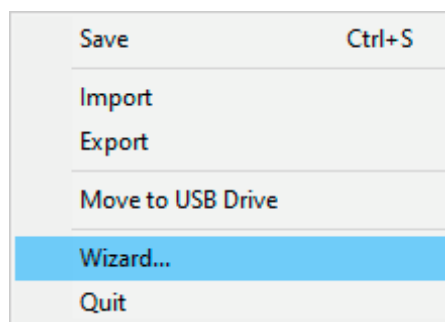 Save Ctrl+S
Import
Export
Move to USB Drive
Wizard...
Quit